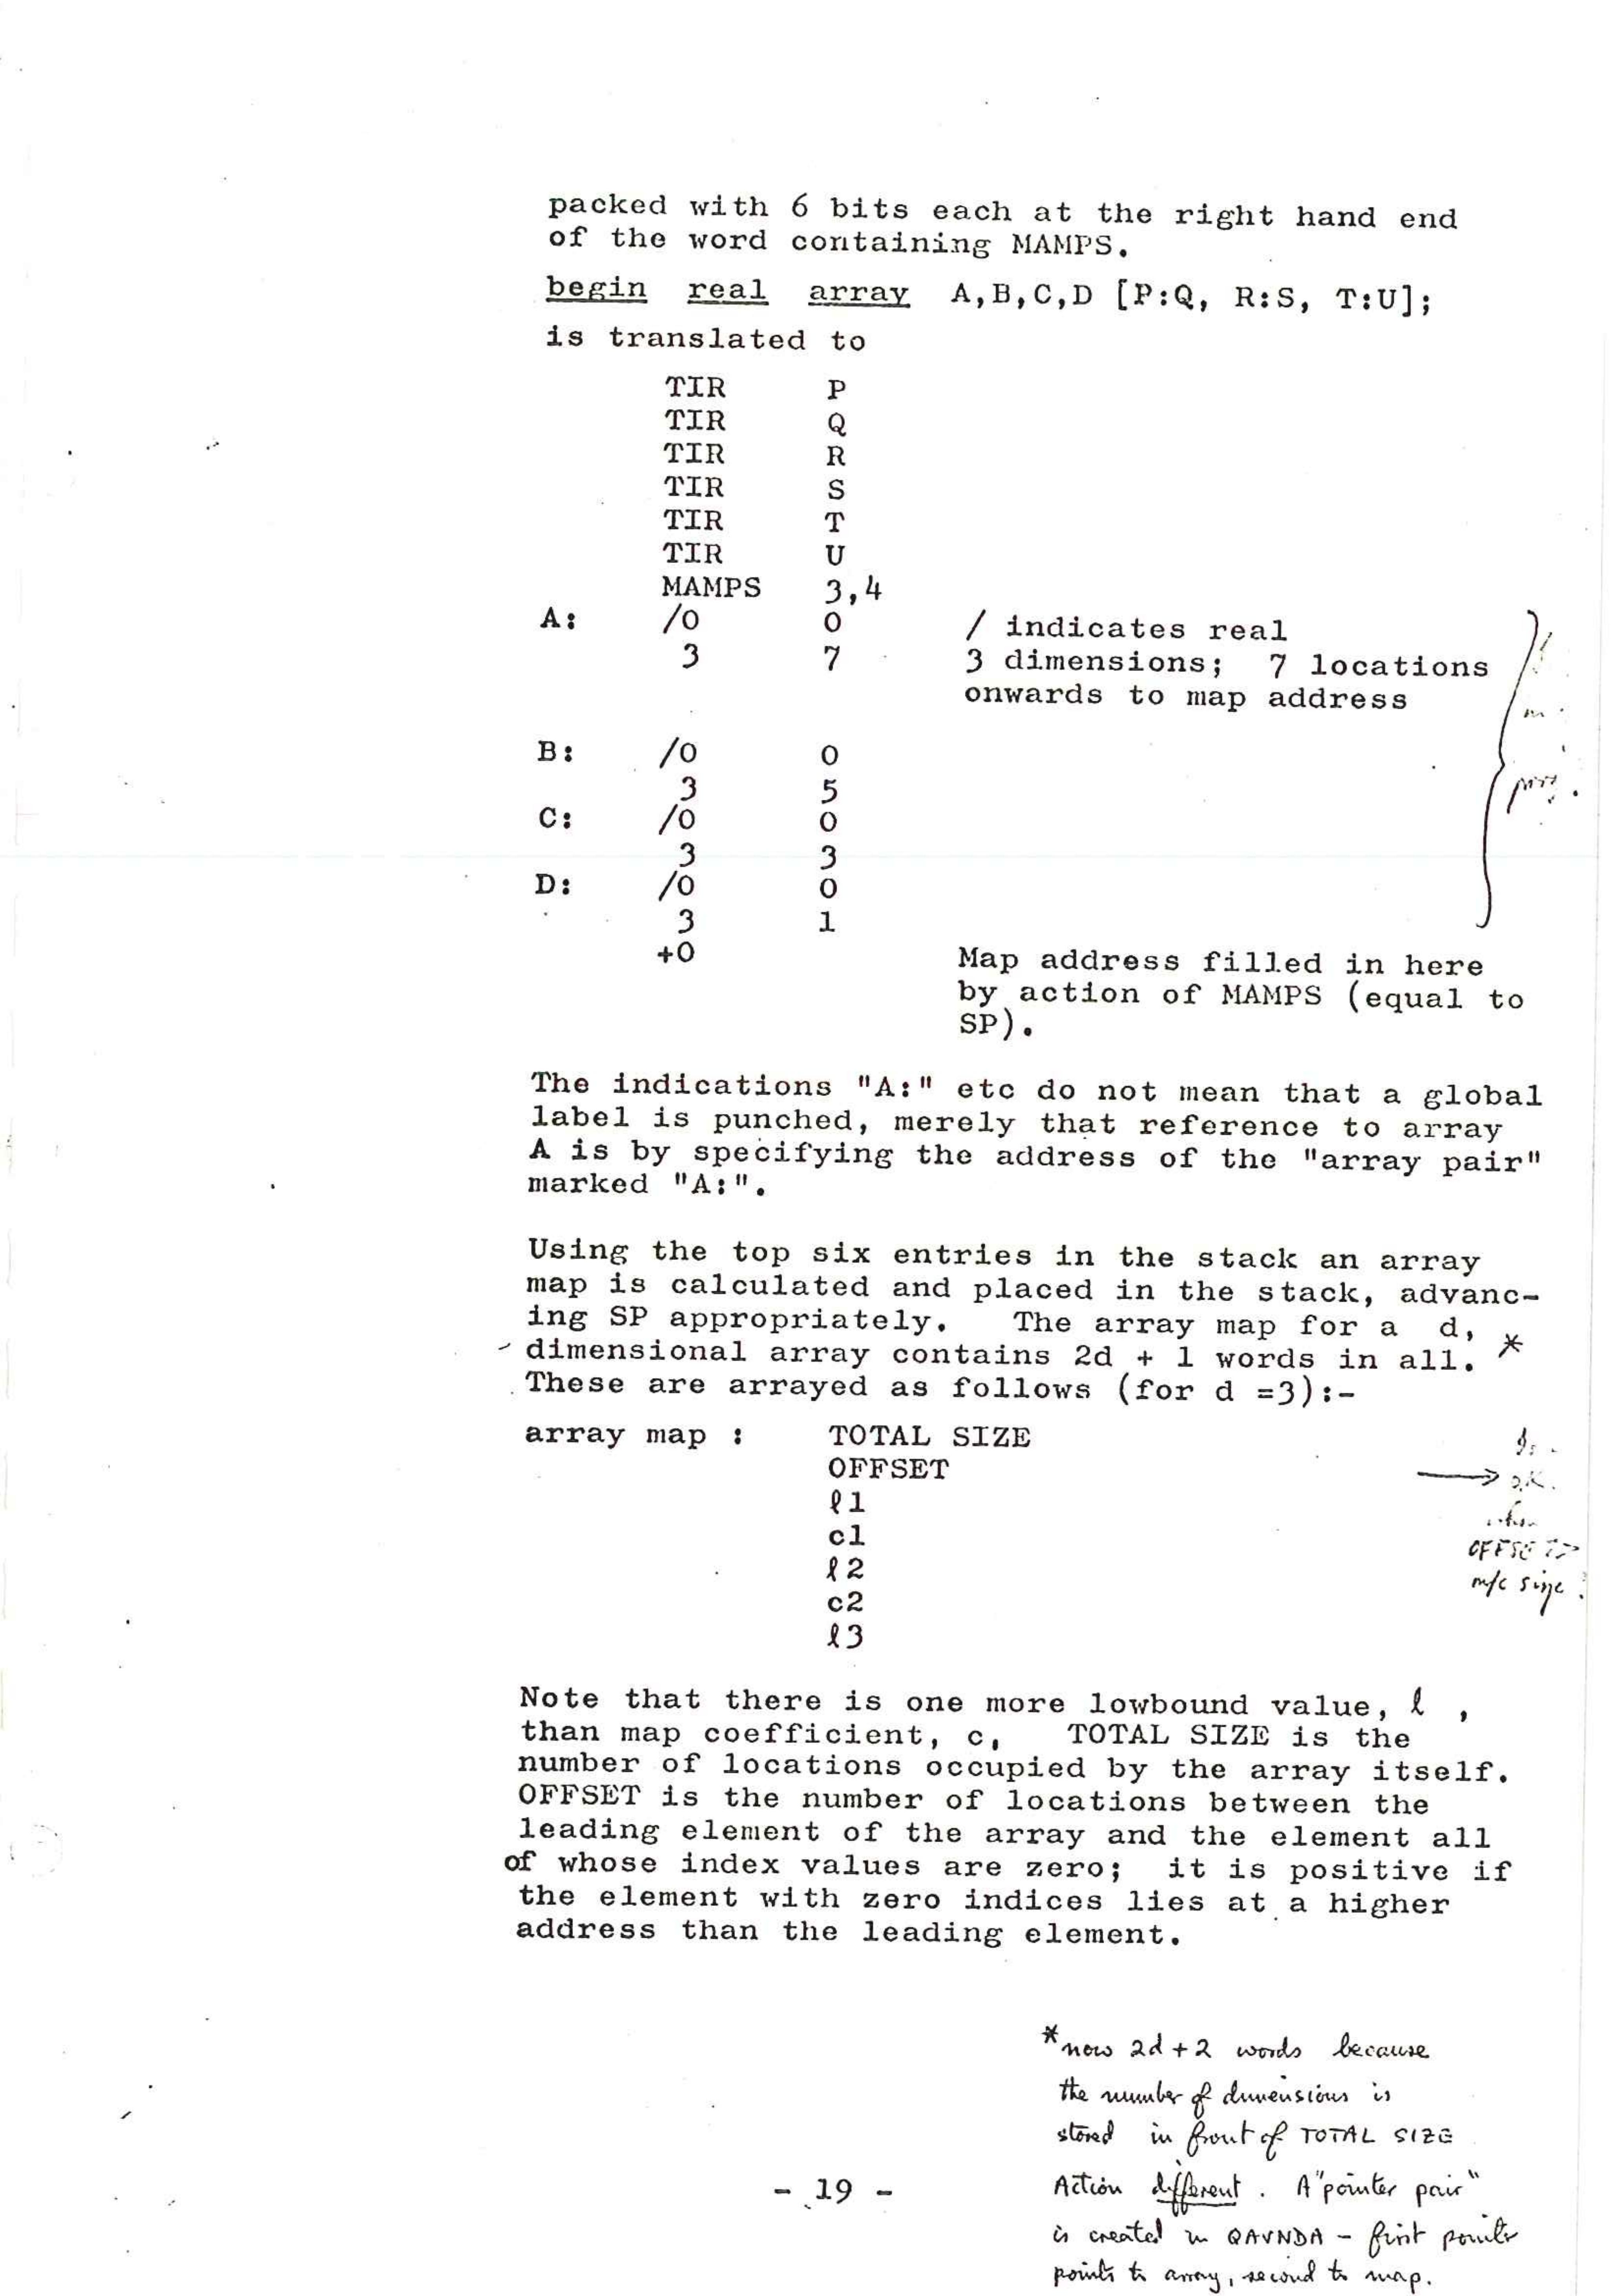 packed with 6 bits each at the right hand end
of the word containing MAMPS.
begin real array A,B,C,D [P:Q, R:S, T:U];
is translated to
TIR P
TIR Q
TIR R
TIR S
TIR T
TIR U
MAMPS 3,4
A: /0 0 / indicates real
3 7 3 dimensions; 7 locations
onwards to map address
B: /0 0
3 5
C: /0 0
3 3
D: /0 0
3 1
+0 Map address filled in here
by action of MAMPS (equal to
SP).
The indications "A:" etc do not mean that a global
label is punched, merely that reference to array
A is by specifying the address of the "array pair"
marked "A:".
Using the top six entries in the stack an array
map is calculated and placed in the stack, advanc-
ing SP appropriately. The array map for a d, *
dimensional array contains 2d + 1 words in all.
These are arrayed as follows (for d =3):-
array map : TOTAL SIZE
OFFSET
ℓ1
c1
ℓ2
c2
ℓ3
→ O.K.
OFFSET >
m/c size
Note that there is one more lowbound value, ℓ ,
than map coefficient, c, TOTAL SIZE is the
number of locations occupied by the array itself.
OFFSET is the number of locations between the
leading element of the array and the element all
of whose index values are zero; it is positive if
the element with zero indices lies at a higher
address than the leading element.
*now 2d + 2 words because
the number of dimensions is
stored in front of TOTAL SIZE
Action different. A "pointer pair"
is created in QAVNDA - first pointer
points to array, second to map.
- 19 -